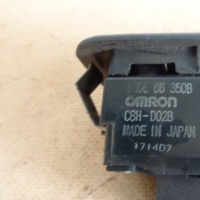 66 350B
OMRON
C8H-D02B
MADE IN JAPAN
1714D7